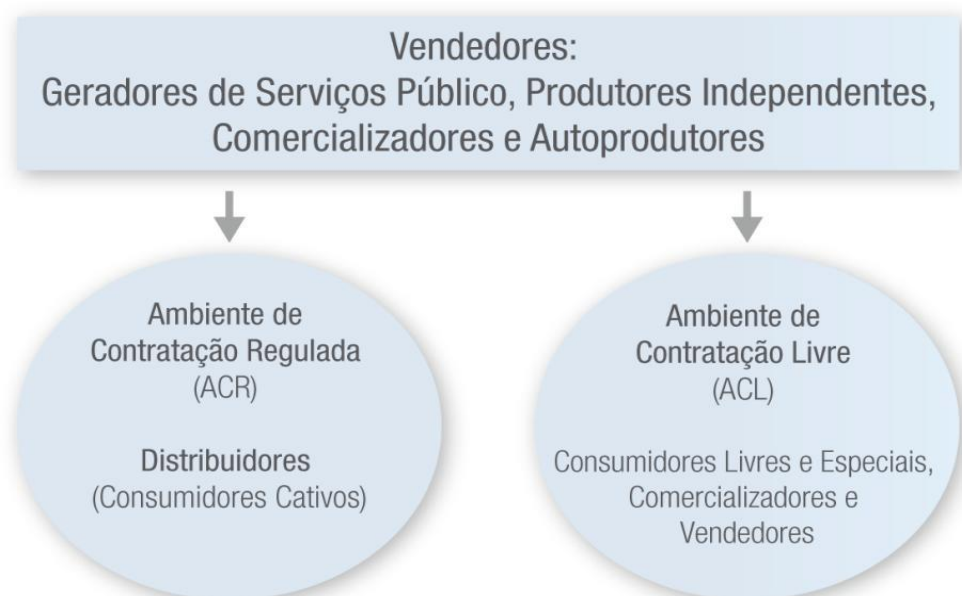 Vendedores:
Geradores de Serviços Público, Produtores Independentes,
Comercializadores e Autoprodutores
Ambiente de
Contratação Regulada
(ACR)
Distribuidores
(Consumidores Cativos)
Ambiente de
Contratação Livre
(ACL)
Consumidores Livres e Especiais,
Comercializadores e
Vendedores